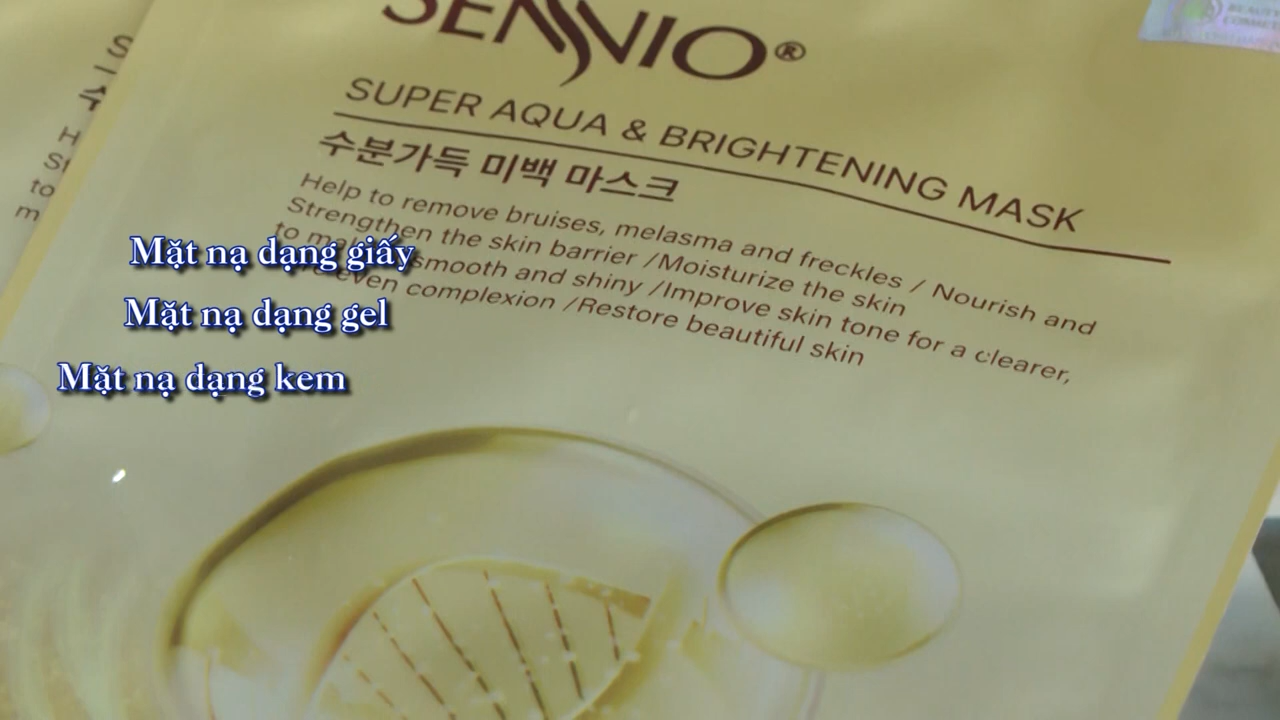 SENNIO®
SUPER AQUA & BRIGHTENING MASK
수분가득 미백 마스크
Help to remove bruises, melasma and freckles / Nourish and
Strengthen the skin barrier /Moisturize the skin
to smooth and shiny /Improve skin tone for a clearer,
even complexion /Restore beautiful skin
Mặt nạ dạng giấy
Mặt nạ dạng gel
Mặt nạ dạng kem